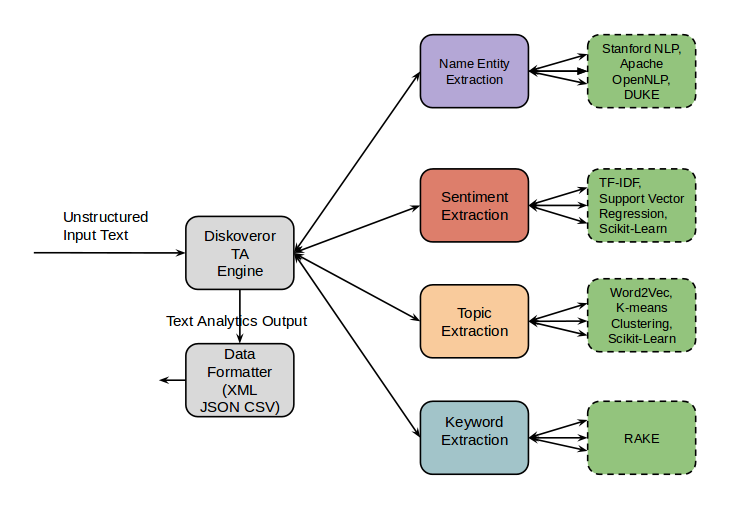 Unstructured
Input Text
Diskoveror
TA
Engine
Text Analytics Output
Data
Formatter
(XML
JSON CSV)
Name Entity
Extraction
Stanford NLP,
Apache
OpenNLP,
DUKE
Sentiment
Extraction
TF-IDF,
Support Vector
Regression,
Scikit-Learn
Topic
Extraction
Word2Vec,
K-means
Clustering,
Scikit-Learn
Keyword
Extraction
RAKE